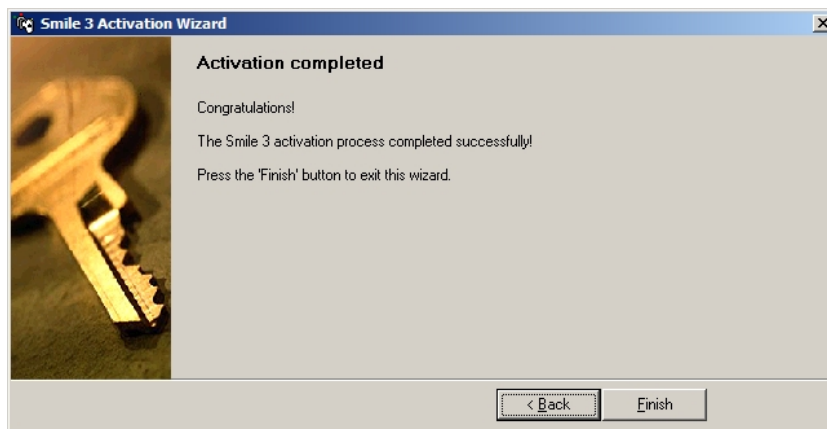 Smile 3 Activation Wizard
Activation completed
Congratulations!
The Smile 3 activation process completed successfully!
Press the 'Finish' button to exit this wizard.
< Back
Finish